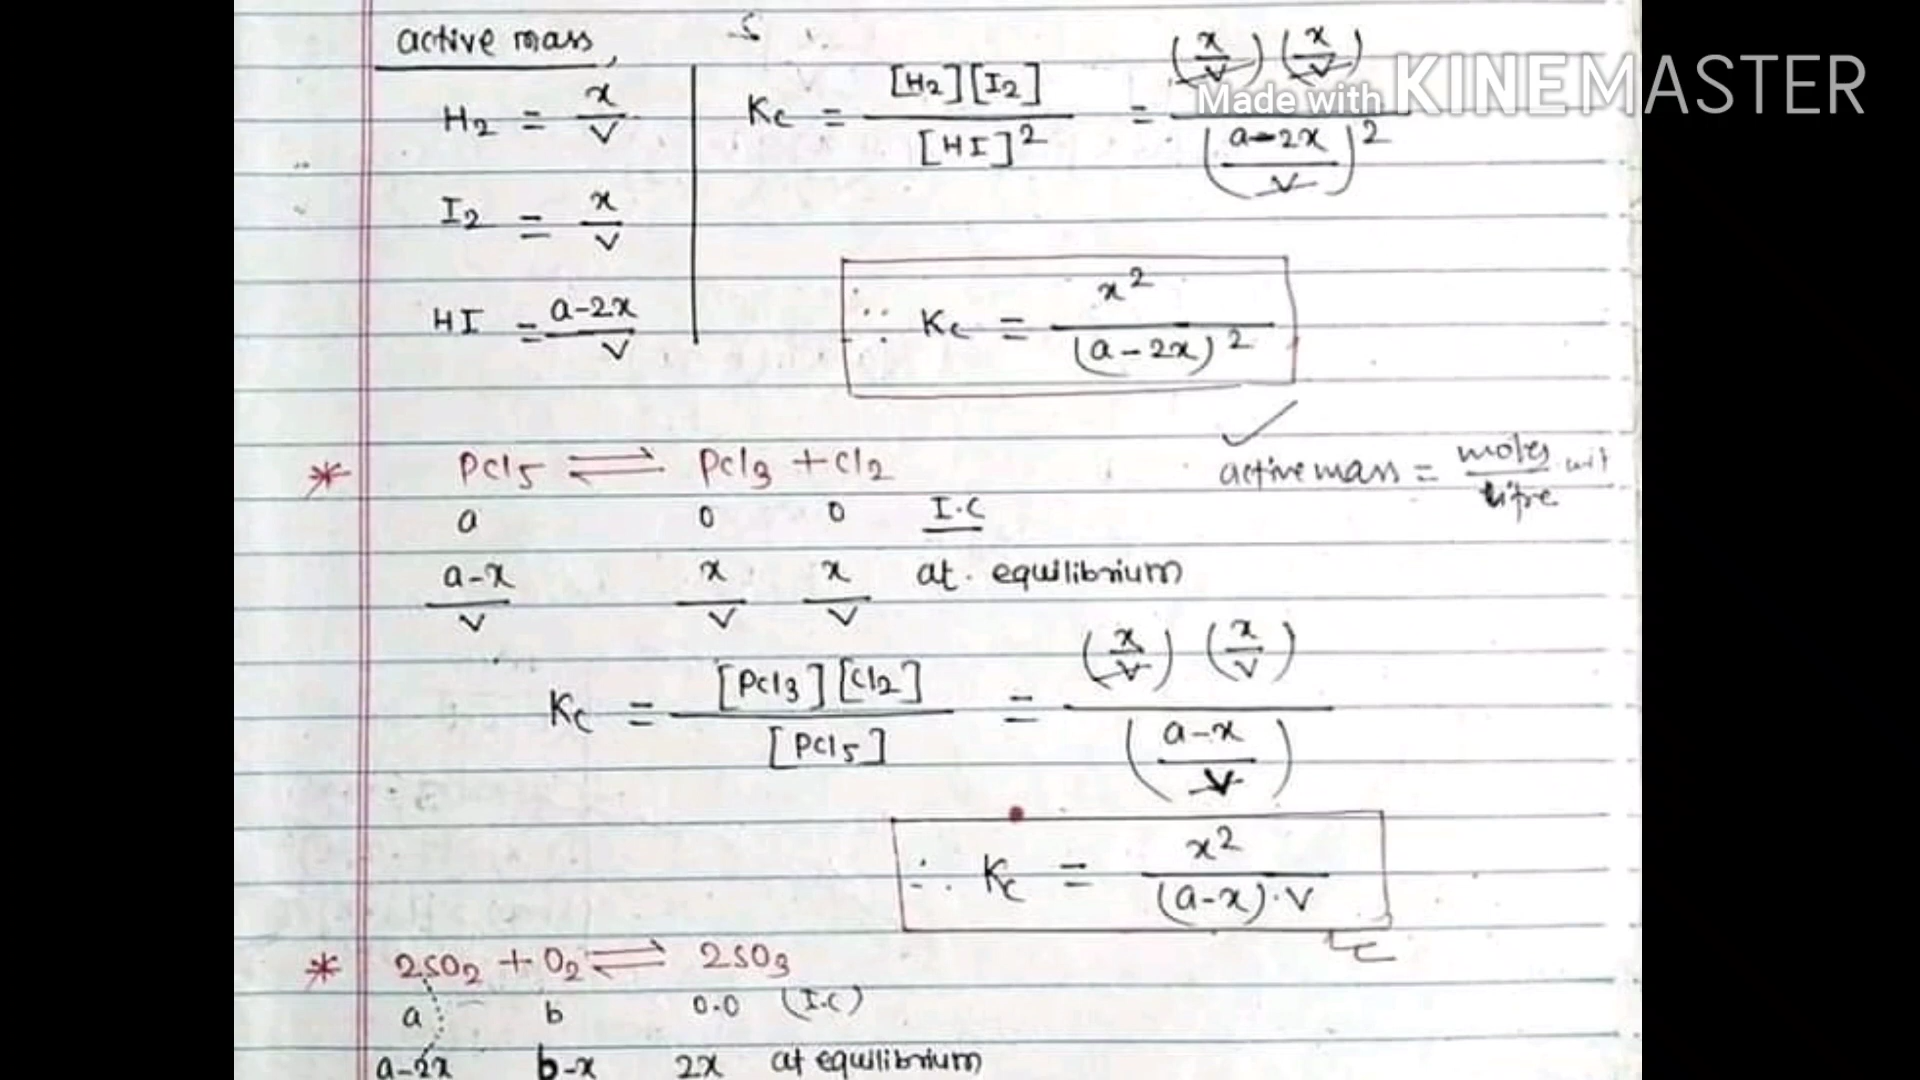 active mass,
H2 = x/V
I2 = x/V
HI = a-2x/V
Kc = [H2][I2]/[HI]^2 = (x/V)(x/V)/(a-2x/V)^2
Made with KINEMASTER
∵ Kc = x^2/(a-2x)^2
* PCl5 ⇌ PCl3 + Cl2
active mass = moles/litre
a 0 0 I.C
a-x/V x/V x/V at. equilibrium
Kc = [PCl3][Cl2]/[PCl5] = (x/V)(x/V)/(a-x/V)
∴ Kc = x^2/(a-x).V
* 2SO2 + O2 ⇌ 2SO3
a b 0.0 (I.C)
a-2x b-x 2x at equilibrium